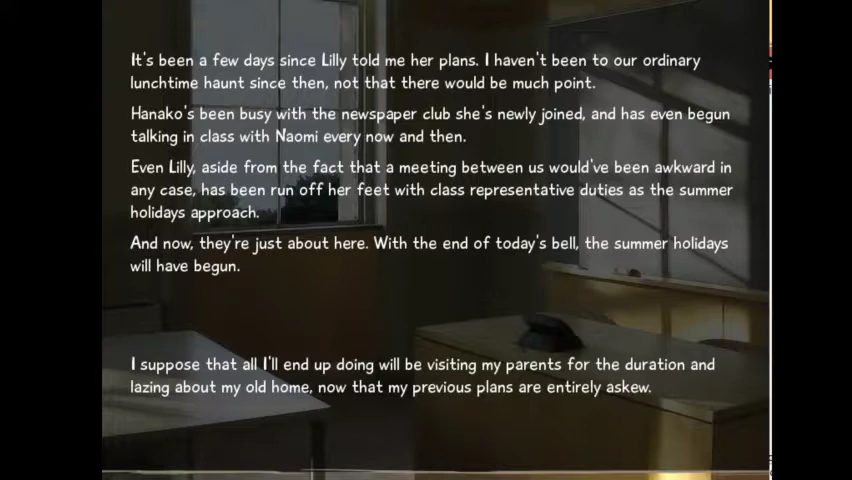 It's been a few days since Lilly told me her plans. I haven't been to our ordinary
lunchtime haunt since then, not that there would be much point.
Hanako's been busy with the newspaper club she's newly joined, and has even begun
talking in class with Naomi every now and then.
Even Lilly, aside from the fact that a meeting between us would've been awkward in
any case, has been run off her feet with class representative duties as the summer
holidays approach.
And now, they're just about here. With the end of today's bell, the summer holidays
will have begun.
I suppose that all I'll end up doing will be visiting my parents for the duration and
lazing about my old home, now that my previous plans are entirely askew.